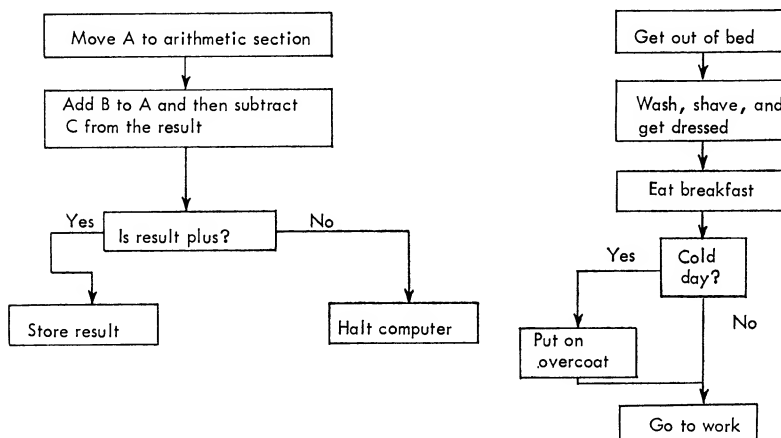 Move A to arithmetic section
Add B to A and then subtract
C from the result
Yes
Is result plus?
No
Store result
Halt computer
Get out of bed
Wash, shave, and
get dressed
Eat breakfast
Yes
Cold
day?
No
Put on
overcoat
Go to work